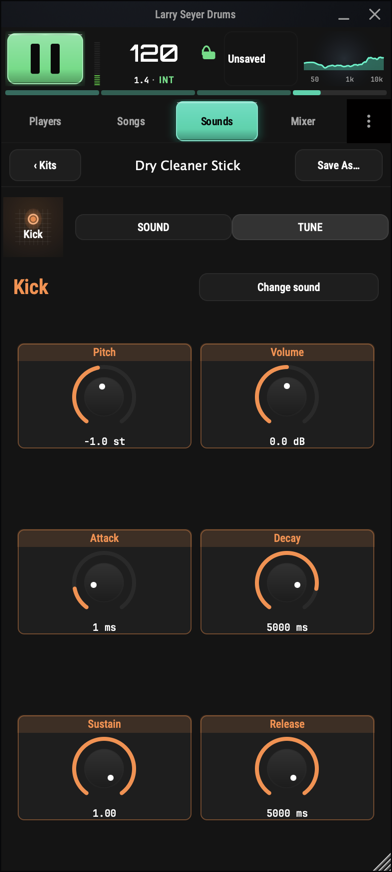 Larry Seyer Drums
120
Unsaved
1.4 · INT
50 1k 10k
Players Songs Sounds Mixer
‹ Kits Dry Cleaner Stick Save As...
Kick SOUND TUNE
Kick Change sound
Pitch Volume
-1.0 st 0.0 dB
Attack Decay
1 ms 5000 ms
Sustain Release
1.00 5000 ms